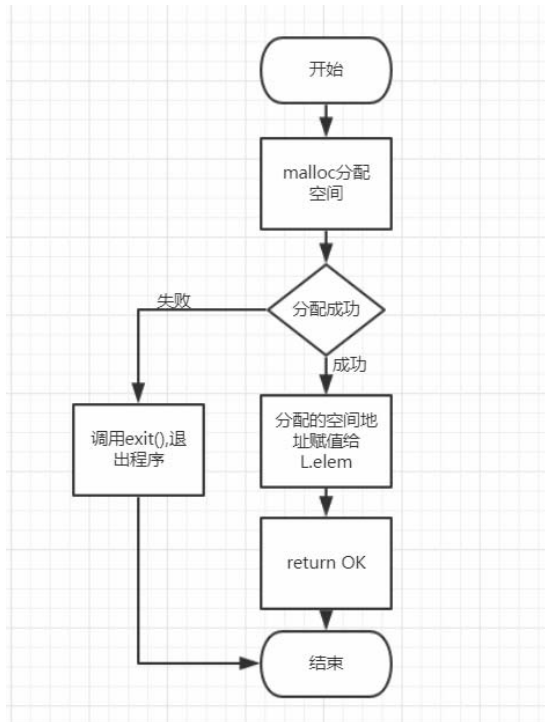 开始
malloc分配
空间
分配成功
失败
成功
调用exit(),退
出程序
分配的空间地
址赋值给
L.elem
return OK
结束